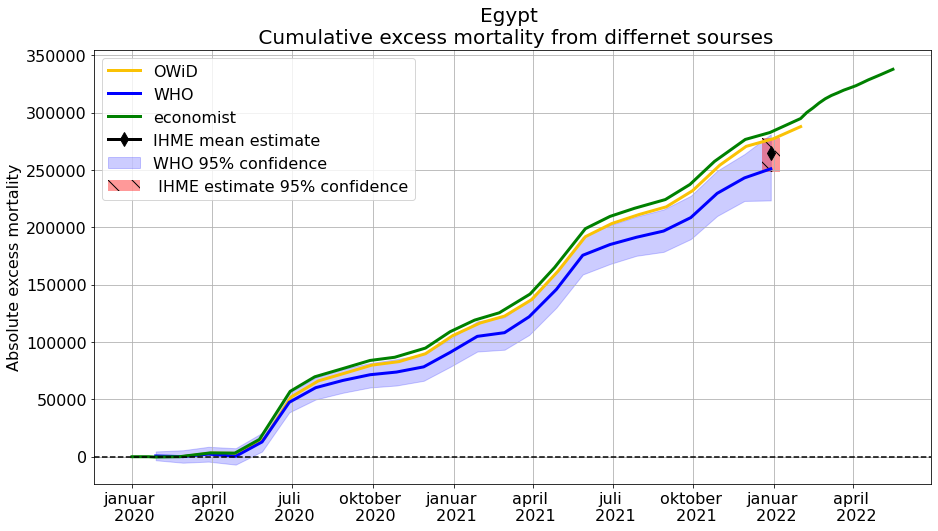 Egypt
Cumulative excess mortality from differnet sourses
Absolute excess mortality
350000
300000
250000
200000
150000
100000
50000
0
OWiD
WHO
economist
IHME mean estimate
WHO 95% confidence
IHME estimate 95% confidence
januar
2020
april
2020
juli
2020
oktober
2020
januar
2021
april
2021
juli
2021
oktober
2021
januar
2022
april
2022